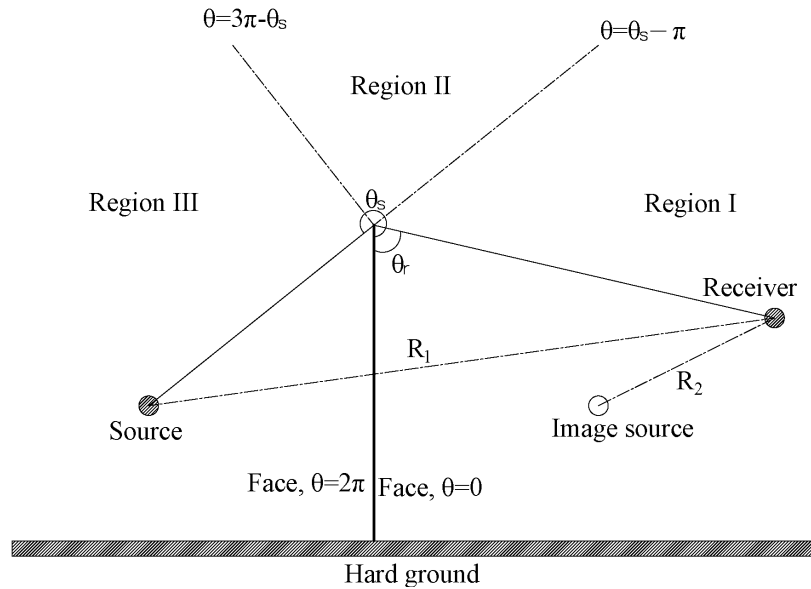 θ=3π-θs
θ=θs− π
Region II
Region III
θs
Region I
θr
Receiver
R1
R2
Source
Image source
Face, θ=2π
Face, θ=0
Hard ground